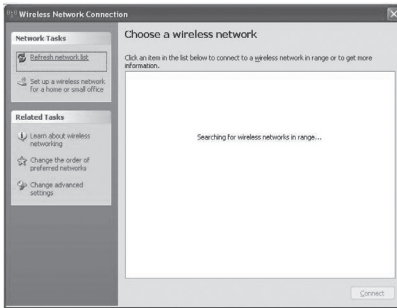 Wireless Network Connection
Network Tasks
Refresh network list
Set up a wireless network
for a home or small office
Related Tasks
Learn about wireless
networking
Change the order of
preferred networks
Change advanced
settings
Choose a wireless network
Click an item in the list below to connect to a wireless network in range or to get more
information.
Searching for wireless networks in range...
Connect